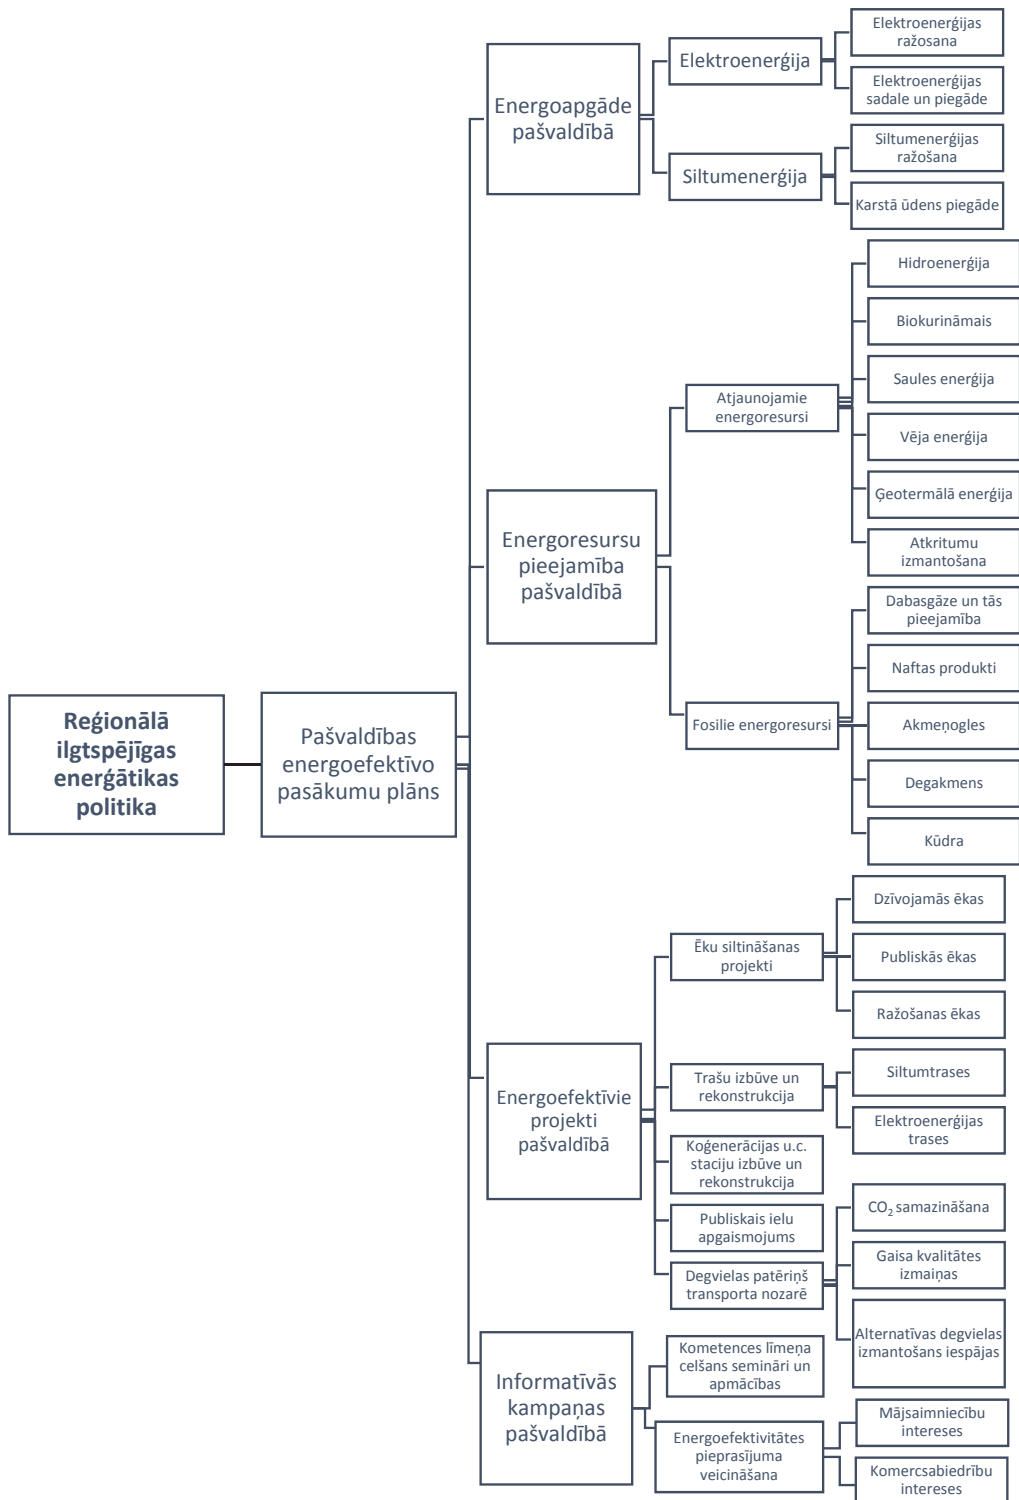 Reģionālā
ilgtspējīgas
enerģātikas
politika
Pašvaldības
energoefektīvo
pasākumu plāns
Energoapgāde
pašvaldībā
Elektroenerģija
Elektroenerģijas
ražosana
Elektroenerģijas
sadale un piegāde
Siltumenerģija
Siltumenerģijas
ražošana
Karstā ūdens piegāde
Energoresursu
pieejamība
pašvaldībā
Atjaunojamie
energoresursi
Hidroenerģija
Biokurināmais
Saules enerģija
Vēja enerģija
Ģeotermālā enerģija
Atkritumu
izmantošana
Fosilie energoresursi
Dabasgāze un tās
pieejamība
Naftas produkti
Akmeņogles
Degakmens
Kūdra
Energoefektīvie
projekti
pašvaldībā
Ēku siltināšanas
projekti
Dzīvojamās ēkas
Publiskās ēkas
Ražošanas ēkas
Trašu izbūve un
rekonstrukcija
Siltumtrases
Elektroenerģijas
trases
Koģenerācijas u.c.
staciju izbūve un
rekonstrukcija
Publiskais ielu
apgaismojums
Degvielas patēriņš
transporta nozarē
CO₂ samazināšana
Gaisa kvalitātes
izmaiņas
Alternatīvas degvielas
izmantošans iespājas
Informatīvās
kampaņas
pašvaldībā
Kometences līmeņa
celšans semināri un
apmācības
Energoefektivitātes
pieprasījuma
veicināšana
Mājsaimniecību
intereses
Komercsabiedrību
intereses